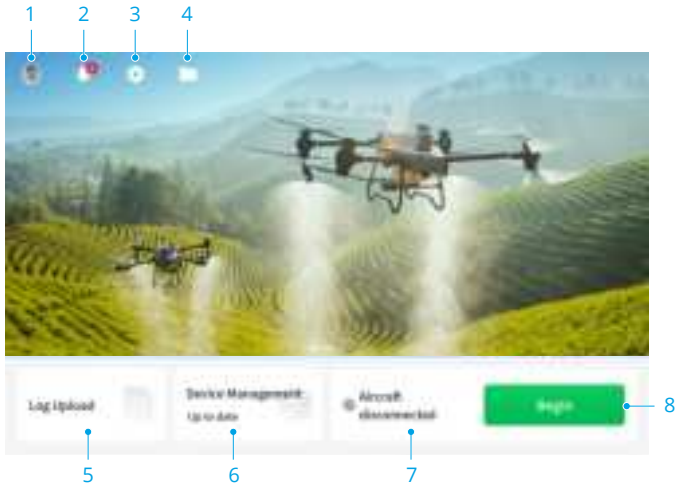 1 2 3 4
Log Upload
Device Management
Up to date
Aircraft
disconnected
Begin
8
5 6 7